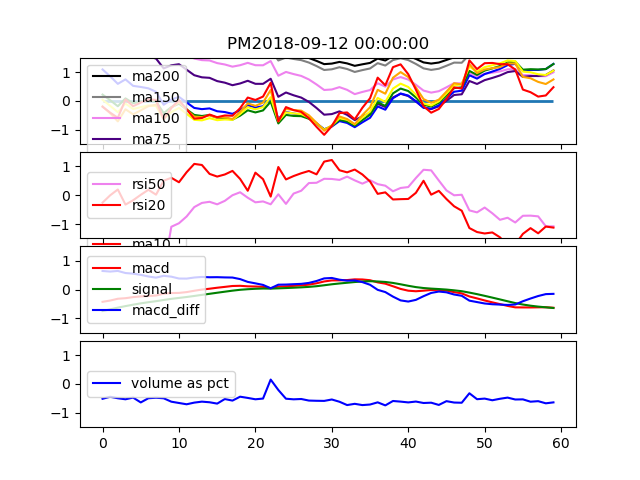 PM2018-09-12 00:00:00
1
0
−1
ma200
ma150
ma100
ma75
1
0
−1
rsi50
rsi20
ma10
1
0
−1
macd
signal
macd_diff
1
0
−1
volume as pct
0 10 20 30 40 50 60